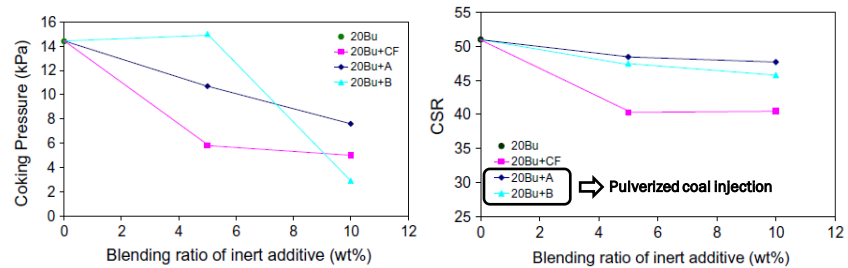 16
14
12
10
8
6
4
2
0
Coking Pressure (kPa)
20Bu
20Bu+CF
20Bu+A
20Bu+B
0 2 4 6 8 10 12
Blending ratio of inert additive (wt%)
55
50
45
40
35
30
25
CSR
20Bu
20Bu+CF
20Bu+A
20Bu+B
Pulverized coal injection
0 2 4 6 8 10 12
Blending ratio of inert additive (wt%)